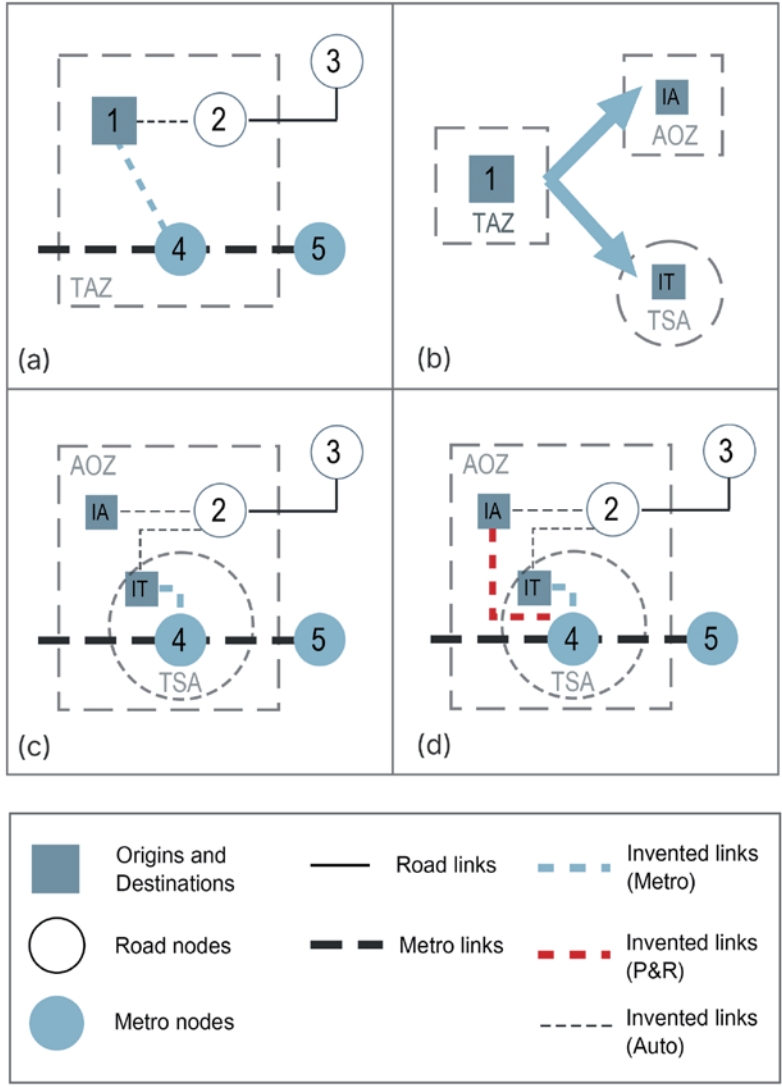 3
1
2
4
5
TAZ
(a)
IA
AOZ
1
TAZ
IT
TSA
(b)
3
AOZ
IA
2
IT
4
5
TSA
(c)
3
AOZ
IA
2
IT
4
5
TSA
(d)
Origins and
Destinations
Road links
Invented links
(Metro)
Road nodes
Metro links
Invented links
(P&R)
Metro nodes
Invented links
(Auto)